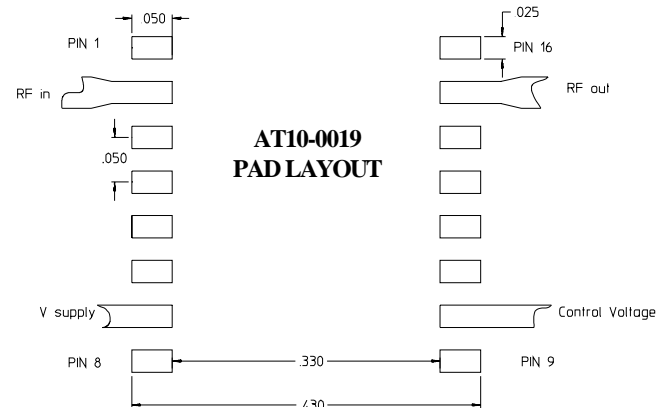 .050
.025
PIN 1
PIN 16
RF in
RF out
AT10-0019
PAD LAYOUT
.050
V supply
Control Voltage
PIN 8
.330
PIN 9
.430